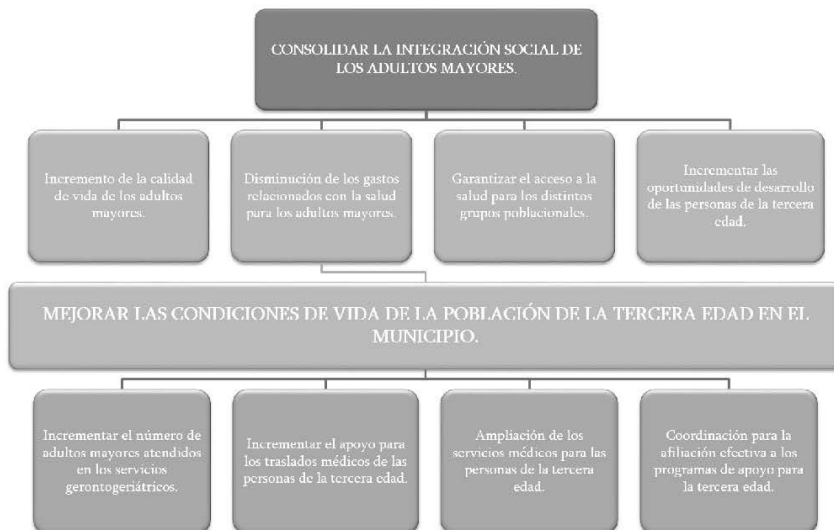 CONSOLIDAR LA INTEGRACIÓN SOCIAL DE
LOS ADULTOS MAYORES.
Incremento de la calidad
de vida de los adultos
mayores.
Disminución de los gastos
relacionados con la salud
para los adultos mayores.
Garantizar el acceso a la
salud para los distintos
grupos poblacionales.
Incrementar las
oportunidades de desarrollo
de las personas de la tercera
edad.
MEJORAR LAS CONDICIONES DE VIDA DE LA POBLACIÓN DE LA TERCERA EDAD EN EL
MUNICIPIO.
Incrementar el número de
adultos mayores atendidos
en los servicios
gerontogeriátricos.
Incrementar el apoyo para
los traslados médicos de las
personas de la tercera edad.
Ampliación de los
servicios médicos para las
personas de la tercera
edad.
Coordinación para la
afiliación efectiva a los
programas de apoyo para
la tercera edad.